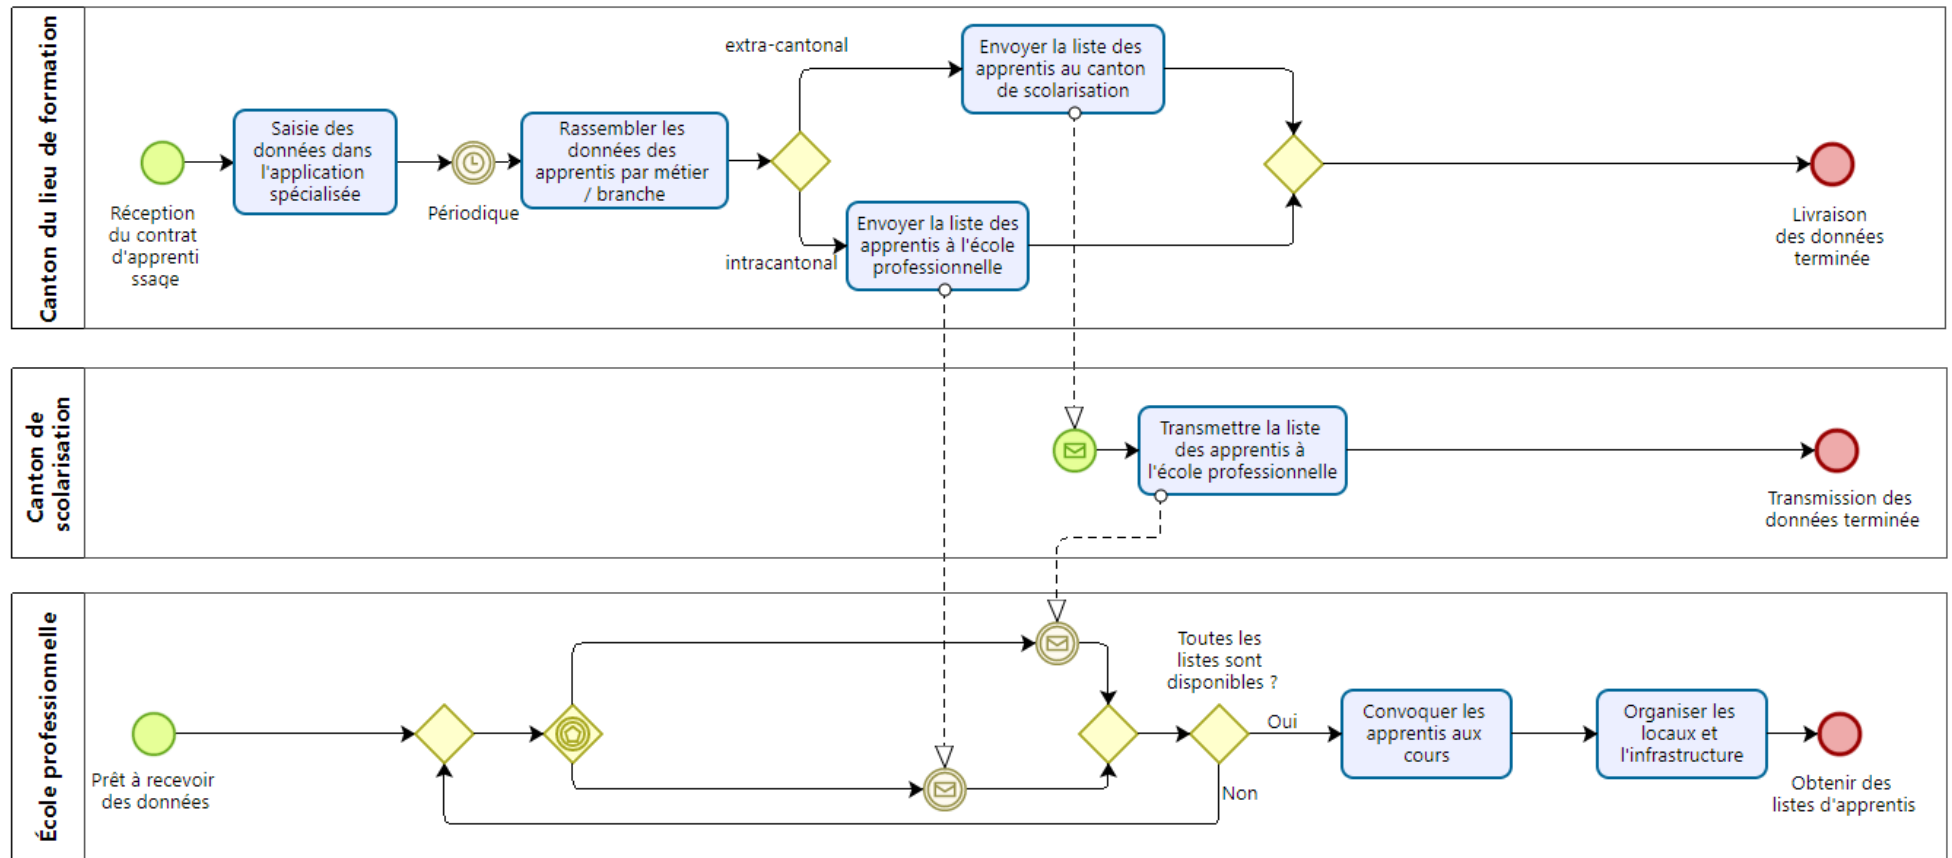 Canton du lieu de formation
Réception
du contrat
d'apprenti
ssage
Saisie des
données dans
l'application
spécialisée
Périodique
Rassembler les
données des
apprentis par métier
/ branche
extra-cantonal
intracantonal
Envoyer la liste des
apprentis au canton
de scolarisation
Envoyer la liste des
apprentis à l'école
professionnelle
Livraison
des données
terminée
Canton de
scolarisation
Transmettre la liste
des apprentis à
l'école professionnelle
Transmission des
données terminée
École professionnelle
Prêt à recevoir
des données
Toutes les
listes sont
disponibles ?
Oui
Non
Convoquer les
apprentis aux
cours
Organiser les
locaux et
l'infrastructure
Obtenir des
listes d'apprentis